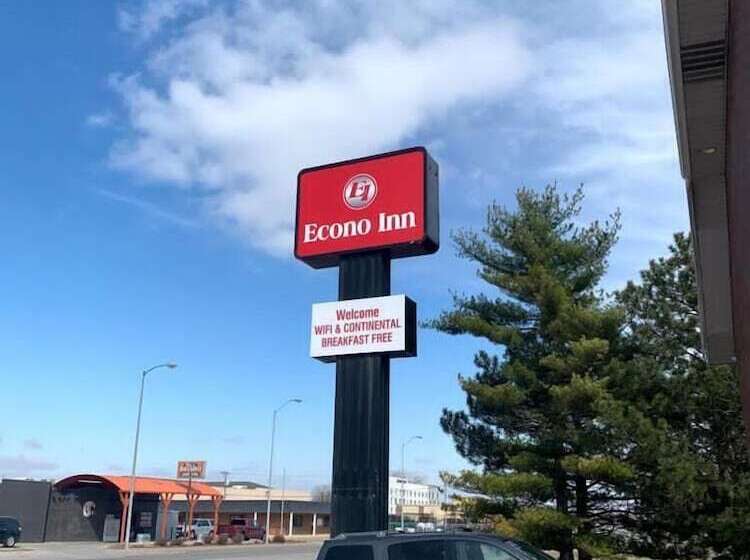 EI
Econo Inn
Welcome
WIFI & CONTINENTAL
BREAKFAST FREE